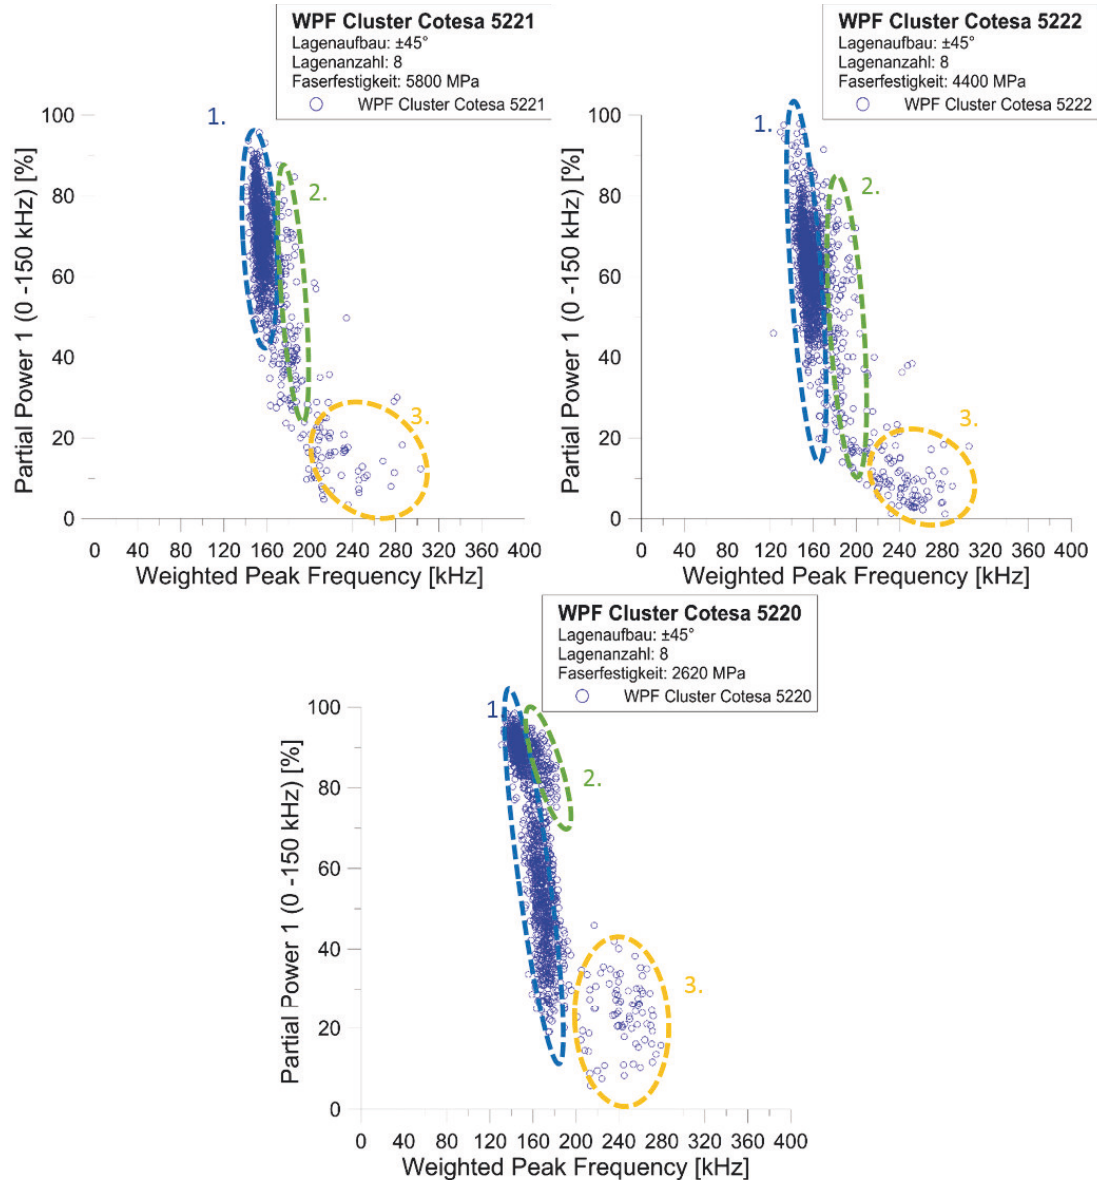 WPF Cluster Cotesa 5221
Lagenaufbau: ±45°
Lagenanzahl: 8
Faserfestigkeit: 5800 MPa
WPF Cluster Cotesa 5221
1.
2.
3.
Partial Power 1 (0 -150 kHz) [%]
100
80
60
40
20
0
0 40 80 120 160 200 240 280 320 360 400
Weighted Peak Frequency [kHz]
WPF Cluster Cotesa 5222
Lagenaufbau: ±45°
Lagenanzahl: 8
Faserfestigkeit: 4400 MPa
WPF Cluster Cotesa 5222
1.
2.
3.
Partial Power 1 (0 -150 kHz) [%]
100
80
60
40
20
0
0 40 80 120 160 200 240 280 320 360 400
Weighted Peak Frequency [kHz]
WPF Cluster Cotesa 5220
Lagenaufbau: ±45°
Lagenanzahl: 8
Faserfestigkeit: 2620 MPa
WPF Cluster Cotesa 5220
1.
2.
3.
Partial Power 1 (0 -150 kHz) [%]
100
80
60
40
20
0
0 40 80 120 160 200 240 280 320 360 400
Weighted Peak Frequency [kHz]